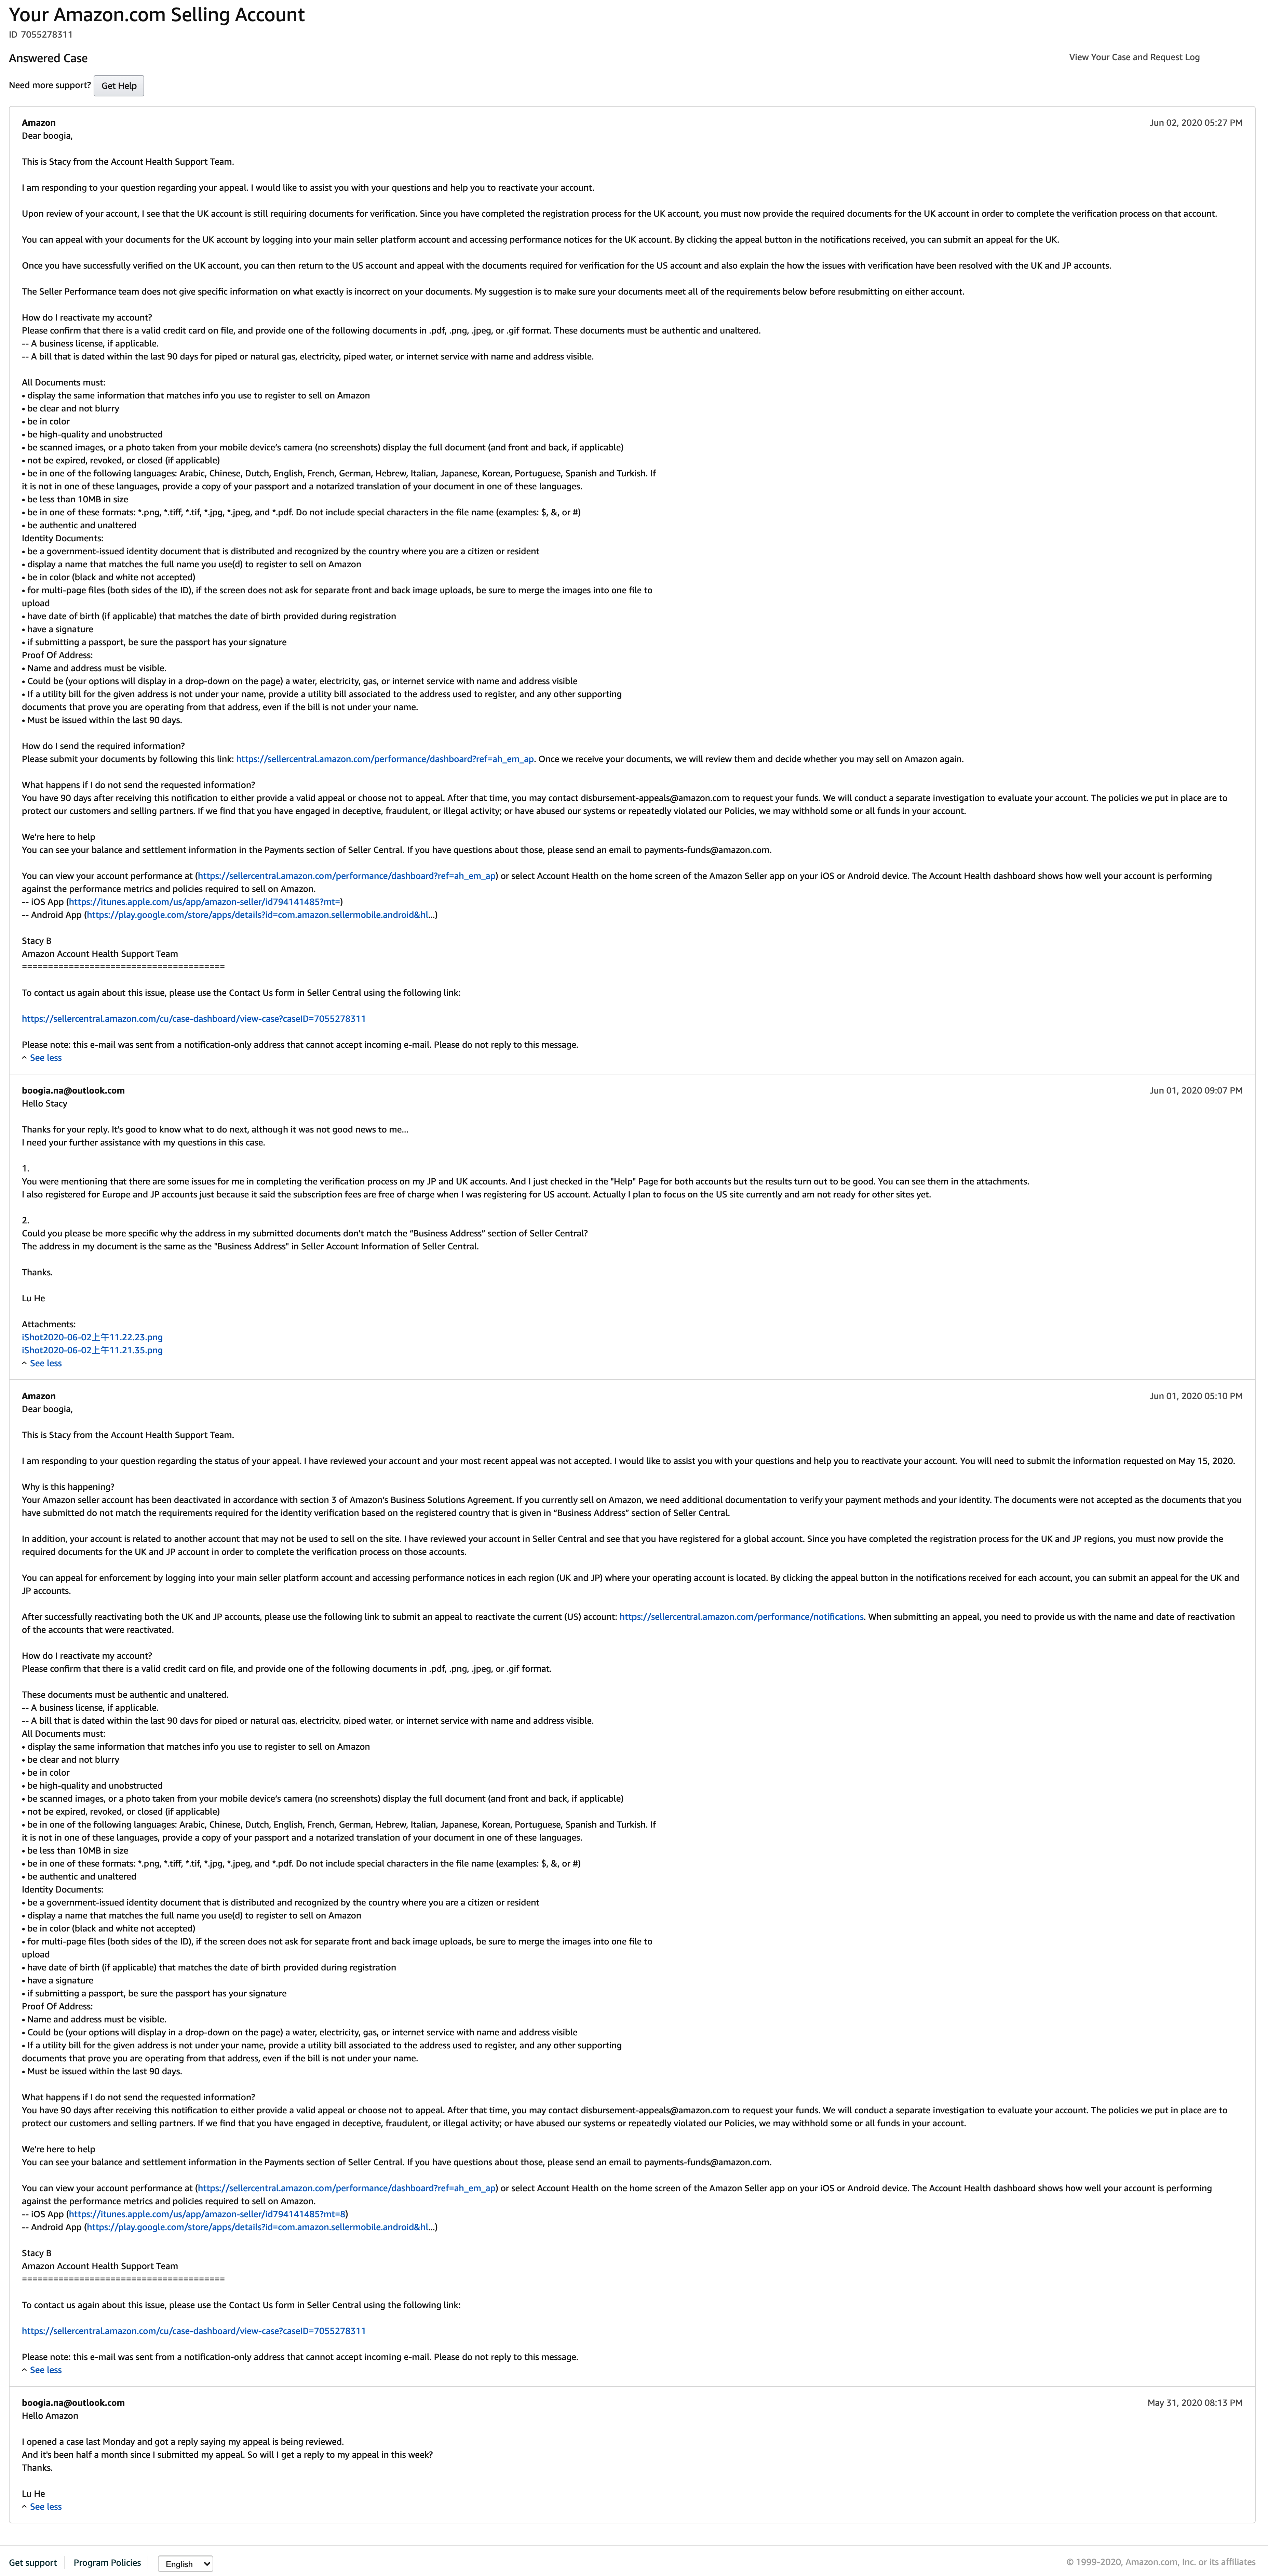 Your Amazon.com Selling Account
ID 7055278311
Answered Case
View Your Case and Request Log
Need more support? Get Help
Amazon
Jun 02, 2020 05:27 PM
Dear boogia,
This is Stacy from the Account Health Support Team.
I am responding to your question regarding your appeal. I would like to assist you with your questions and help you to reactivate your account.
Upon review of your account, I see that the UK account is still requiring documents for verification. Since you have completed the registration process for the UK account, you must now provide the required documents for the UK account in order to complete the verification process on that account.
You can appeal with your documents for the UK account by logging into your main seller platform account and accessing performance notices for the UK account. By clicking the appeal button in the notifications received, you can submit an appeal for the UK.
Once you have successfully verified on the UK account, you can then return to the US account and appeal with the documents required for verification for the US account and also explain the how the issues with verification have been resolved with the UK and JP accounts.
The Seller Performance team does not give specific information on what exactly is incorrect on your documents. My suggestion is to make sure your documents meet all of the requirements below before resubmitting on either account.
How do I reactivate my account?
Please confirm that there is a valid credit card on file, and provide one of the following documents in .pdf, .png, .jpeg, or .gif format. These documents must be authentic and unaltered.
-- A business license, if applicable.
-- A bill that is dated within the last 90 days for piped or natural gas, electricity, piped water, or internet service with name and address visible.
All Documents must:
• display the same information that matches info you use to register to sell on Amazon
• be clear and not blurry
• be in color
• be high-quality and unobstructed
• be scanned images, or a photo taken from your mobile device's camera (no screenshots) display the full document (and front and back, if applicable)
• not be expired, revoked, or closed (if applicable)
• be in one of the following languages: Arabic, Chinese, Dutch, English, French, German, Hebrew, Italian, Japanese, Korean, Portuguese, Spanish and Turkish. If
it is not in one of these languages, provide a copy of your passport and a notarized translation of your document in one of these languages.
• be less than 10MB in size
• be in one of these formats: *.png, *.tiff, *.tif, *.jpg, *.jpeg, and *.pdf. Do not include special characters in the file name (examples: $, &, or #)
• be authentic and unaltered
Identity Documents:
• be a government-issued identity document that is distributed and recognized by the country where you are a citizen or resident
• display a name that matches the full name you use(d) to register to sell on Amazon
• be in color (black and white not accepted)
• for multi-page files (both sides of the ID), if the screen does not ask for separate front and back image uploads, be sure to merge the images into one file to
upload
• have date of birth (if applicable) that matches the date of birth provided during registration
• have a signature
• if submitting a passport, be sure the passport has your signature
Proof Of Address:
• Name and address must be visible.
• Could be (your options will display in a drop-down on the page) a water, electricity, gas, or internet service with name and address visible
• If a utility bill for the given address is not under your name, provide a utility bill associated to the address used to register, and any other supporting
documents that prove you are operating from that address, even if the bill is not under your name.
• Must be issued within the last 90 days.
How do I send the required information?
Please submit your documents by following this link: https://sellercentral.amazon.com/performance/dashboard?ref=ah_em_ap. Once we receive your documents, we will review them and decide whether you may sell on Amazon again.
What happens if I do not send the requested information?
You have 90 days after receiving this notification to either provide a valid appeal or choose not to appeal. After that time, you may contact disbursement-appeals@amazon.com to request your funds. We will conduct a separate investigation to evaluate your account. The policies we put in place are to
protect our customers and selling partners. If we find that you have engaged in deceptive, fraudulent, or illegal activity; or have abused our systems or repeatedly violated our Policies, we may withhold some or all funds in your account.
We're here to help
You can see your balance and settlement information in the Payments section of Seller Central. If you have questions about those, please send an email to payments-funds@amazon.com.
You can view your account performance at (https://sellercentral.amazon.com/performance/dashboard?ref=ah_em_ap) or select Account Health on the home screen of the Amazon Seller app on your iOS or Android device. The Account Health dashboard shows how well your account is performing
against the performance metrics and policies required to sell on Amazon.
-- iOS App (https://itunes.apple.com/us/app/amazon-seller/id794141485?mt=)
-- Android App (https://play.google.com/store/apps/details?id=com.amazon.sellermobile.android&hl...)
Stacy B
Amazon Account Health Support Team
=======================================
To contact us again about this issue, please use the Contact Us form in Seller Central using the following link:
https://sellercentral.amazon.com/cu/case-dashboard/view-case?caseID=7055278311
Please note: this e-mail was sent from a notification-only address that cannot accept incoming e-mail. Please do not reply to this message.
^ See less
boogia.na@outlook.com
Jun 01, 2020 09:07 PM
Hello Stacy
Thanks for your reply. It's good to know what to do next, although it was not good news to me...
I need your further assistance with my questions in this case.
1.
You were mentioning that there are some issues for me in completing the verification process on my JP and UK accounts. And I just checked in the "Help" Page for both accounts but the results turn out to be good. You can see them in the attachments.
I also registered for Europe and JP accounts just because it said the subscription fees are free of charge when I was registering for US account. Actually I plan to focus on the US site currently and am not ready for other sites yet.
2.
Could you please be more specific why the address in my submitted documents don't match the "Business Address" section of Seller Central?
The address in my document is the same as the "Business Address" in Seller Account Information of Seller Central.
Thanks.
Lu He
Attachments:
iShot2020-06-02上午11.22.23.png
iShot2020-06-02上午11.21.35.png
^ See less
Amazon
Jun 01, 2020 05:10 PM
Dear boogia,
This is Stacy from the Account Health Support Team.
I am responding to your question regarding the status of your appeal. I have reviewed your account and your most recent appeal was not accepted. I would like to assist you with your questions and help you to reactivate your account. You will need to submit the information requested on May 15, 2020.
Why is this happening?
Your Amazon seller account has been deactivated in accordance with section 3 of Amazon's Business Solutions Agreement. If you currently sell on Amazon, we need additional documentation to verify your payment methods and your identity. The documents were not accepted as the documents that you
have submitted do not match the requirements required for the identity verification based on the registered country that is given in "Business Address" section of Seller Central.
In addition, your account is related to another account that may not be used to sell on the site. I have reviewed your account in Seller Central and see that you have registered for a global account. Since you have completed the registration process for the UK and JP regions, you must now provide the
required documents for the UK and JP account in order to complete the verification process on those accounts.
You can appeal for enforcement by logging into your main seller platform account and accessing performance notices in each region (UK and JP) where your operating account is located. By clicking the appeal button in the notifications received for each account, you can submit an appeal for the UK and
JP accounts.
After successfully reactivating both the UK and JP accounts, please use the following link to submit an appeal to reactivate the current (US) account: https://sellercentral.amazon.com/performance/notifications. When submitting an appeal, you need to provide us with the name and date of reactivation
of the accounts that were reactivated.
How do I reactivate my account?
Please confirm that there is a valid credit card on file, and provide one of the following documents in .pdf, .png, .jpeg, or .gif format.
These documents must be authentic and unaltered.
-- A business license, if applicable.
-- A bill that is dated within the last 90 days for piped or natural gas, electricity, piped water, or internet service with name and address visible.
All Documents must:
• display the same information that matches info you use to register to sell on Amazon
• be clear and not blurry
• be in color
• be high-quality and unobstructed
• be scanned images, or a photo taken from your mobile device's camera (no screenshots) display the full document (and front and back, if applicable)
• not be expired, revoked, or closed (if applicable)
• be in one of the following languages: Arabic, Chinese, Dutch, English, French, German, Hebrew, Italian, Japanese, Korean, Portuguese, Spanish and Turkish. If
it is not in one of these languages, provide a copy of your passport and a notarized translation of your document in one of these languages.
• be less than 10MB in size
• be in one of these formats: *.png, *.tiff, *.tif, *.jpg, *.jpeg, and *.pdf. Do not include special characters in the file name (examples: $, &, or #)
• be authentic and unaltered
Identity Documents:
• be a government-issued identity document that is distributed and recognized by the country where you are a citizen or resident
• display a name that matches the full name you use(d) to register to sell on Amazon
• be in color (black and white not accepted)
• for multi-page files (both sides of the ID), if the screen does not ask for separate front and back image uploads, be sure to merge the images into one file to
upload
• have date of birth (if applicable) that matches the date of birth provided during registration
• have a signature
• if submitting a passport, be sure the passport has your signature
Proof Of Address:
• Name and address must be visible.
• Could be (your options will display in a drop-down on the page) a water, electricity, gas, or internet service with name and address visible
• If a utility bill for the given address is not under your name, provide a utility bill associated to the address used to register, and any other supporting
documents that prove you are operating from that address, even if the bill is not under your name.
• Must be issued within the last 90 days.
What happens if I do not send the requested information?
You have 90 days after receiving this notification to either provide a valid appeal or choose not to appeal. After that time, you may contact disbursement-appeals@amazon.com to request your funds. We will conduct a separate investigation to evaluate your account. The policies we put in place are to
protect our customers and selling partners. If we find that you have engaged in deceptive, fraudulent, or illegal activity; or have abused our systems or repeatedly violated our Policies, we may withhold some or all funds in your account.
We're here to help
You can see your balance and settlement information in the Payments section of Seller Central. If you have questions about those, please send an email to payments-funds@amazon.com.
You can view your account performance at (https://sellercentral.amazon.com/performance/dashboard?ref=ah_em_ap) or select Account Health on the home screen of the Amazon Seller app on your iOS or Android device. The Account Health dashboard shows how well your account is performing
against the performance metrics and policies required to sell on Amazon.
-- iOS App (https://itunes.apple.com/us/app/amazon-seller/id794141485?mt=8)
-- Android App (https://play.google.com/store/apps/details?id=com.amazon.sellermobile.android&hl...)
Stacy B
Amazon Account Health Support Team
=======================================
To contact us again about this issue, please use the Contact Us form in Seller Central using the following link:
https://sellercentral.amazon.com/cu/case-dashboard/view-case?caseID=7055278311
Please note: this e-mail was sent from a notification-only address that cannot accept incoming e-mail. Please do not reply to this message.
^ See less
boogia.na@outlook.com
May 31, 2020 08:13 PM
Hello Amazon
I opened a case last Monday and got a reply saying my appeal is being reviewed.
And it's been half a month since I submitted my appeal. So will I get a reply to my appeal in this week?
Thanks.
Lu He
^ See less
Get support
Program Policies
English
© 1999-2020, Amazon.com, Inc. or its affiliates